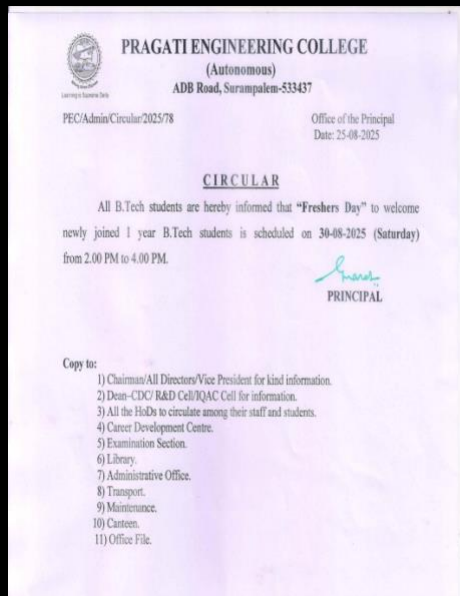 PRAGATI ENGINEERING COLLEGE
(Autonomous)
ADB Road, Surampalem-533437
Learning is Supreme Deity
PEC/Admin/Circular/2025/78
Office of the Principal
Date: 25-08-2025
CIRCULAR
All B.Tech students are hereby informed that “Freshers Day” to welcome
newly joined I year B.Tech students is scheduled on 30-08-2025 (Saturday)
from 2.00 PM to 4.00 PM.
PRINCIPAL
Copy to:
1) Chairman/All Directors/Vice President for kind information.
2) Dean–CDC/ R&D Cell/IQAC Cell for information.
3) All the HoDs to circulate among their staff and students.
4) Career Development Centre.
5) Examination Section.
6) Library.
7) Administrative Office.
8) Transport.
9) Maintenance.
10) Canteen.
11) Office File.